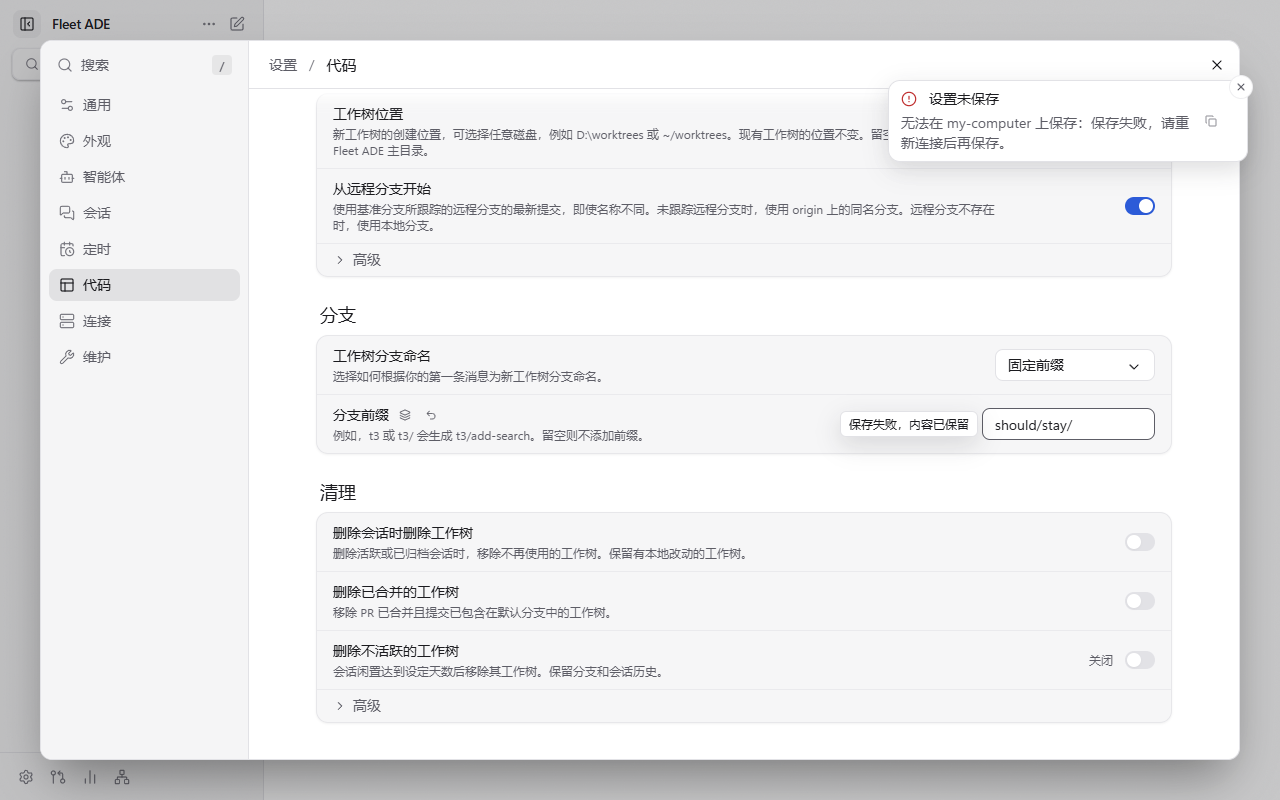 Fleet ADE
搜索
/
通用
外观
智能体
会话
定时
代码
连接
维护
设置 / 代码
设置未保存
无法在 my-computer 上保存：保存失败，请重
新连接后再保存。
工作树位置
新工作树的创建位置，可选择任意磁盘，例如 D:\worktrees 或 ~/worktrees。现有工作树的位置不变。留空
Fleet ADE 主目录。
从远程分支开始
使用基准分支所跟踪的远程分支的最新提交，即使名称不同。未跟踪远程分支时，使用 origin 上的同名分支。远程分支不存在
时，使用本地分支。
高级
分支
工作树分支命名
选择如何根据你的第一条消息为新工作树分支命名。
固定前缀
分支前缀
例如，t3 或 t3/ 会生成 t3/add-search。留空则不添加前缀。
保存失败，内容已保留
should/stay/
清理
删除会话时删除工作树
删除活跃或已归档会话时，移除不再使用的工作树。保留有本地改动的工作树。
删除已合并的工作树
移除 PR 已合并且提交已包含在默认分支中的工作树。
删除不活跃的工作树
会话闲置达到设定天数后移除其工作树。保留分支和会话历史。
关闭
高级